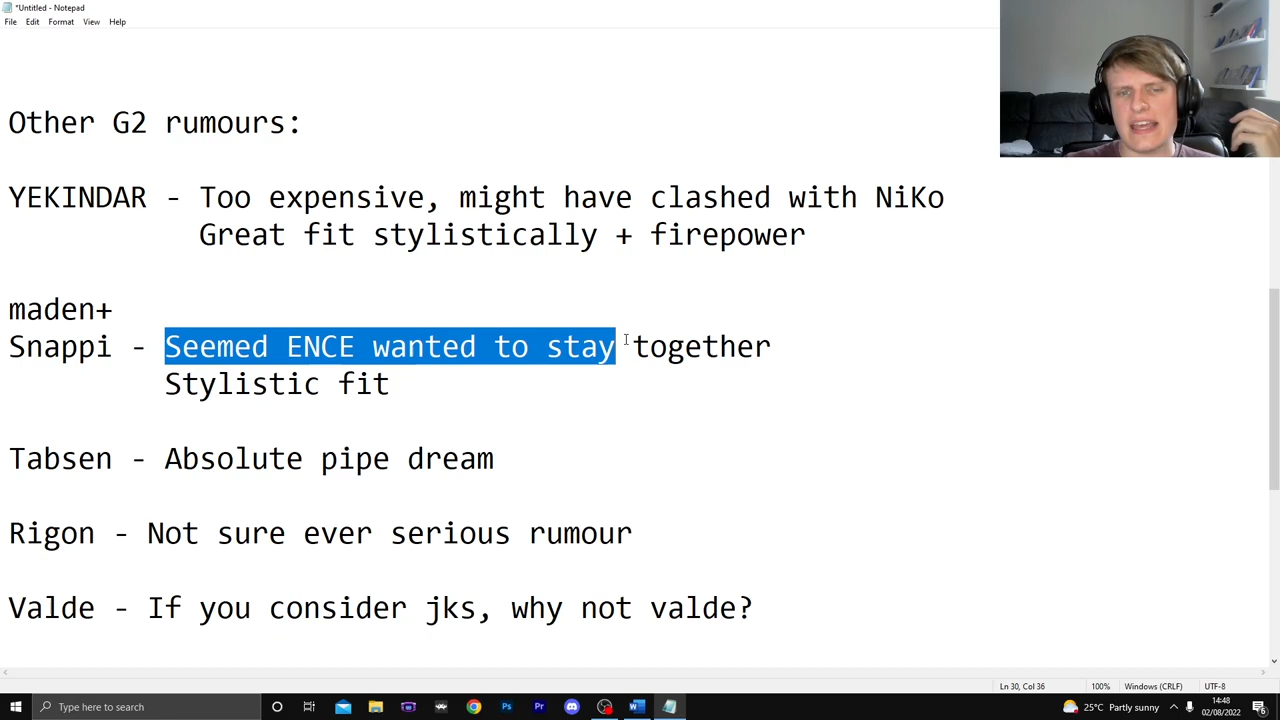 *Untitled - Notepad
File Edit Format View Help
Other G2 rumours:
YEKINDAR - Too expensive, might have clashed with NiKo
Great fit stylistically + firepower
maden+
Snappi - Seemed ENCE wanted to stay together
Stylistic fit
Tabsen - Absolute pipe dream
Rigon - Not sure ever serious rumour
Valde - If you consider jks, why not valde?
Ln 30, Col 36 100% Windows (CRLF) UTF-8
Type here to search
25°C Partly sunny
14:48
02/08/2022
6